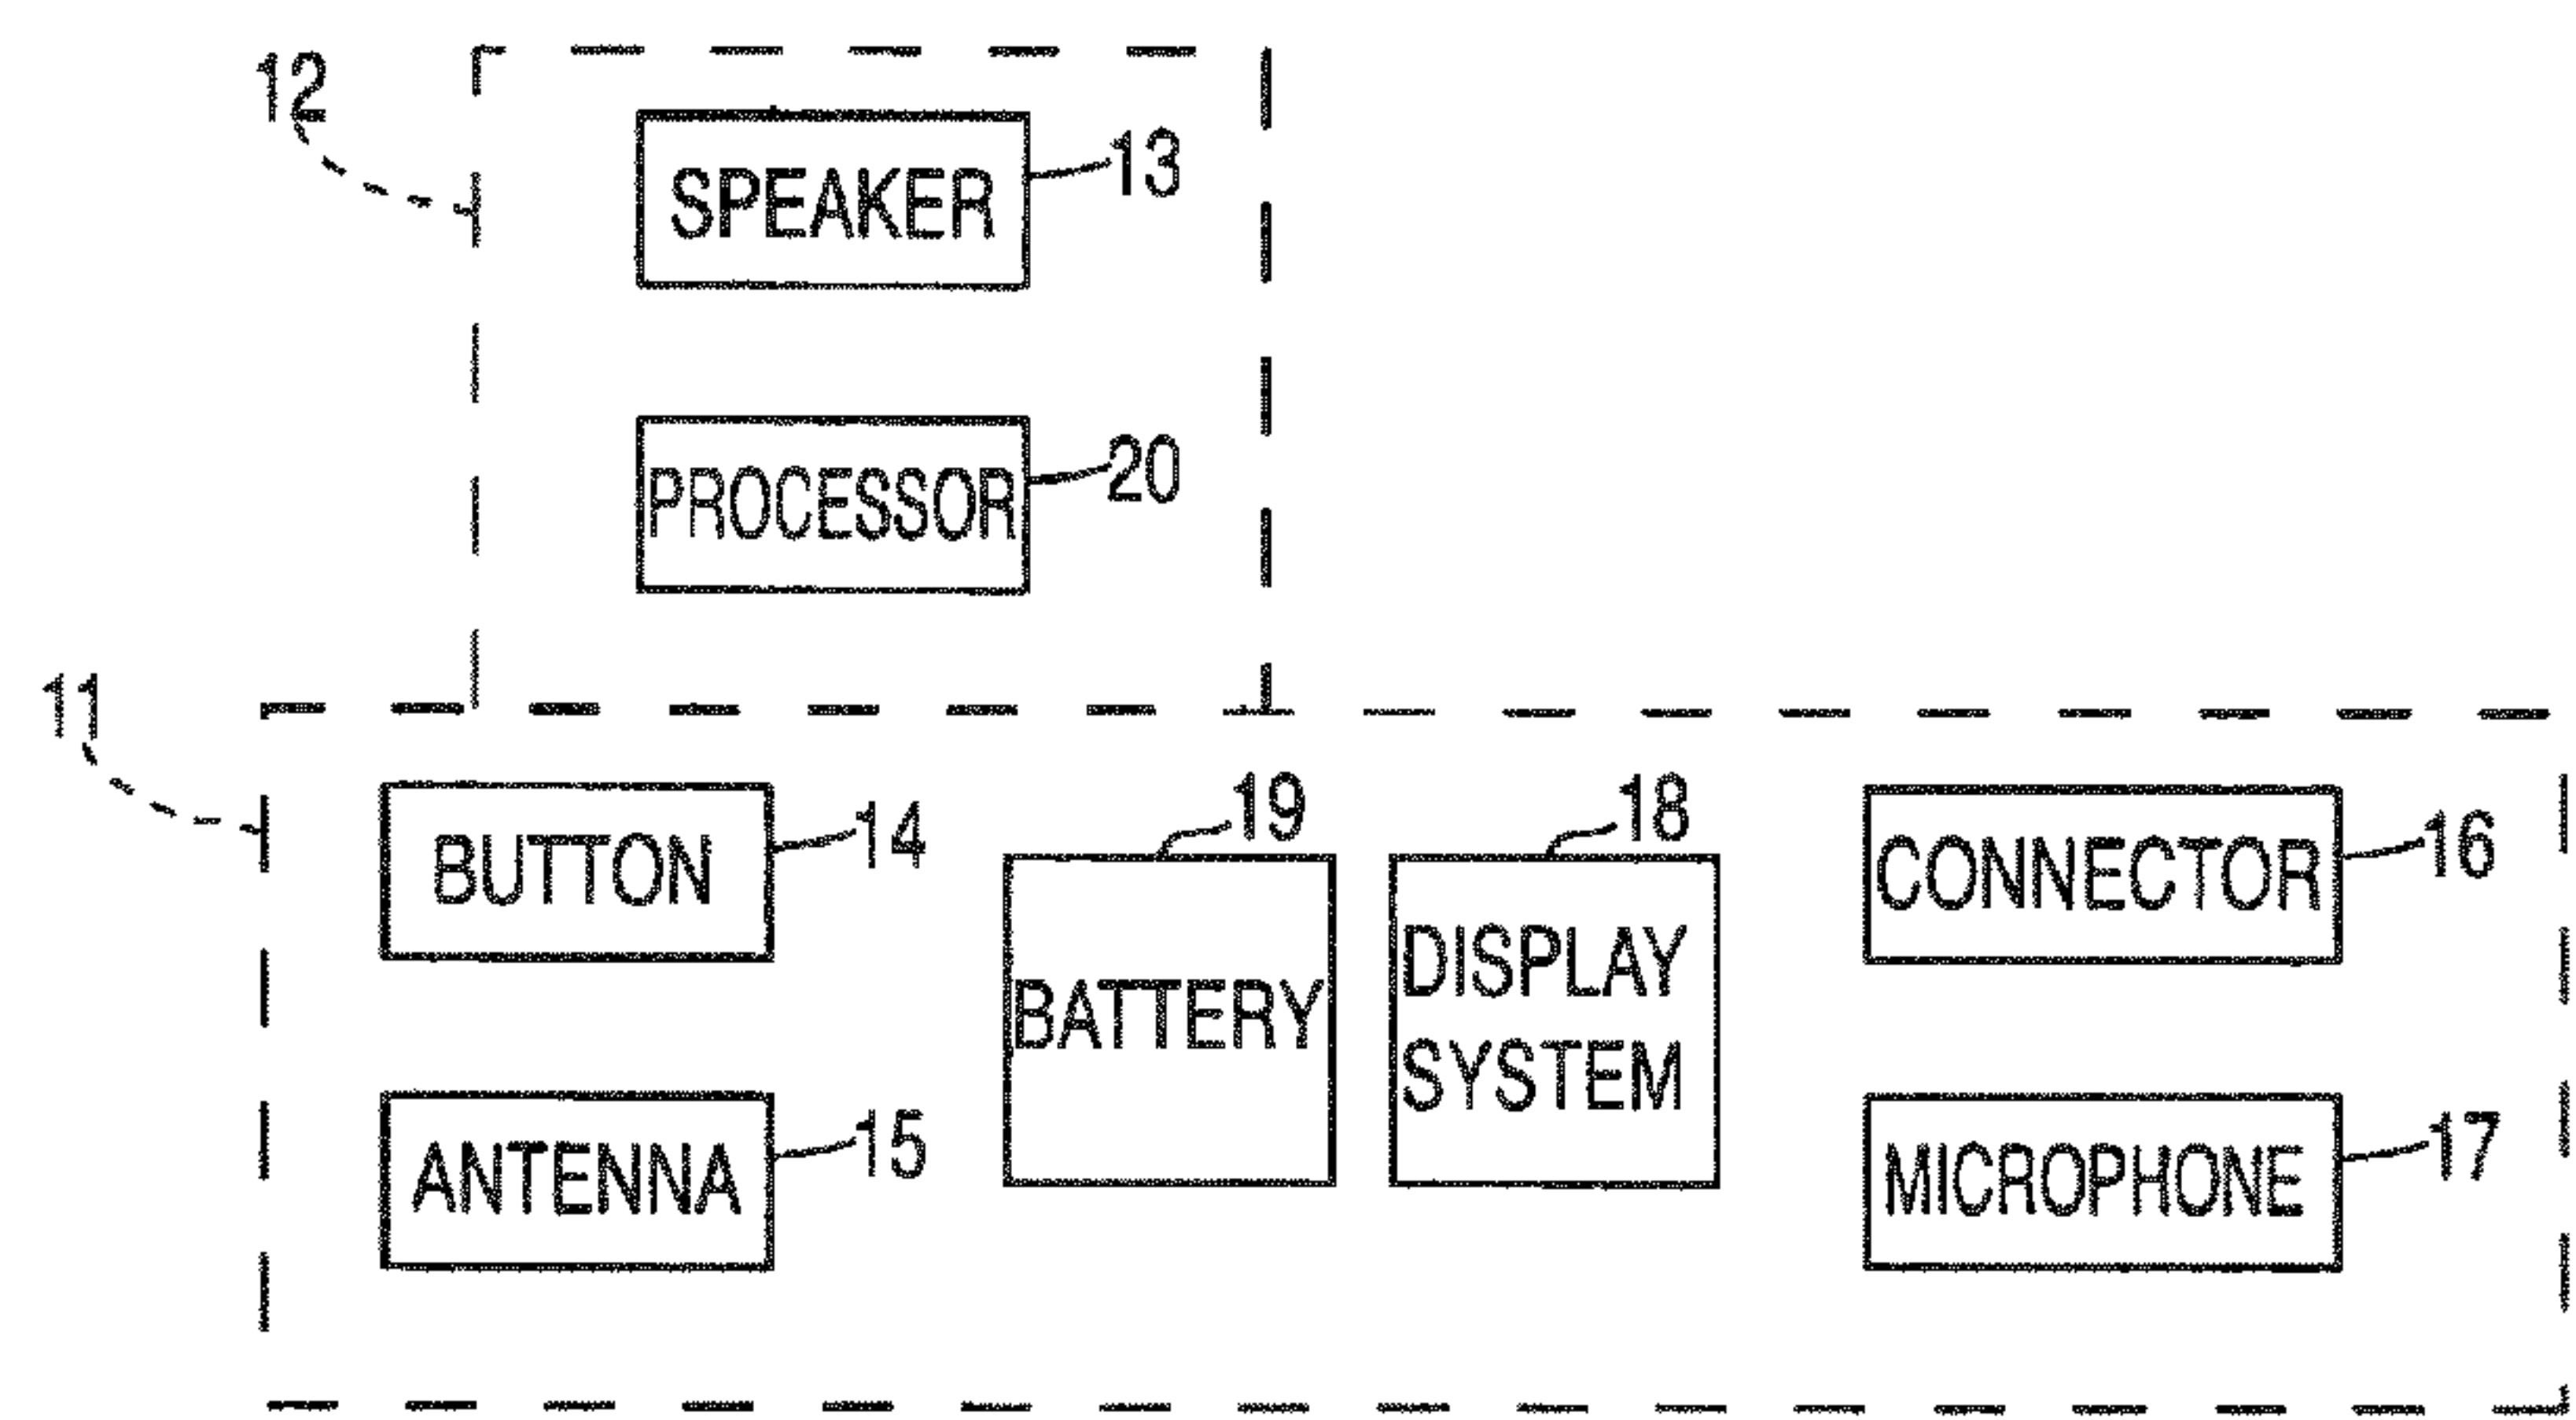 12
SPEAKER
13
PROCESSOR
20
11
BUTTON
14
BATTERY
19
DISPLAY
SYSTEM
18
CONNECTOR
16
ANTENNA
15
MICROPHONE
17